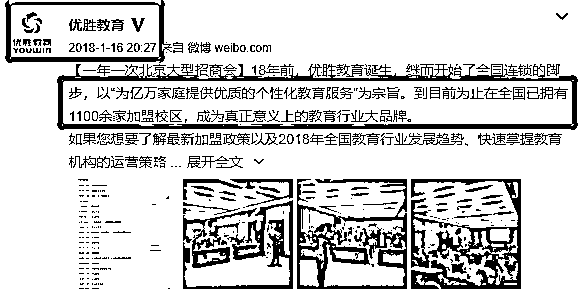 优胜教育 V
优胜教育
YOUWIN
2018-1-16 20:27 来自 微博 weibo.com
【一年一次北京大型招商会】18年前，优胜教育诞生，继而开始了全国连锁的脚
步，以“为亿万家庭提供优质的个性化教育服务”为宗旨。到目前为止在全国已拥有
1100余家加盟校区，成为真正意义上的教育行业大品牌。
如果您想要了解最新加盟政策以及2018年全国教育行业发展趋势、快速掌握教育
机构的运营策略 ... 展开全文